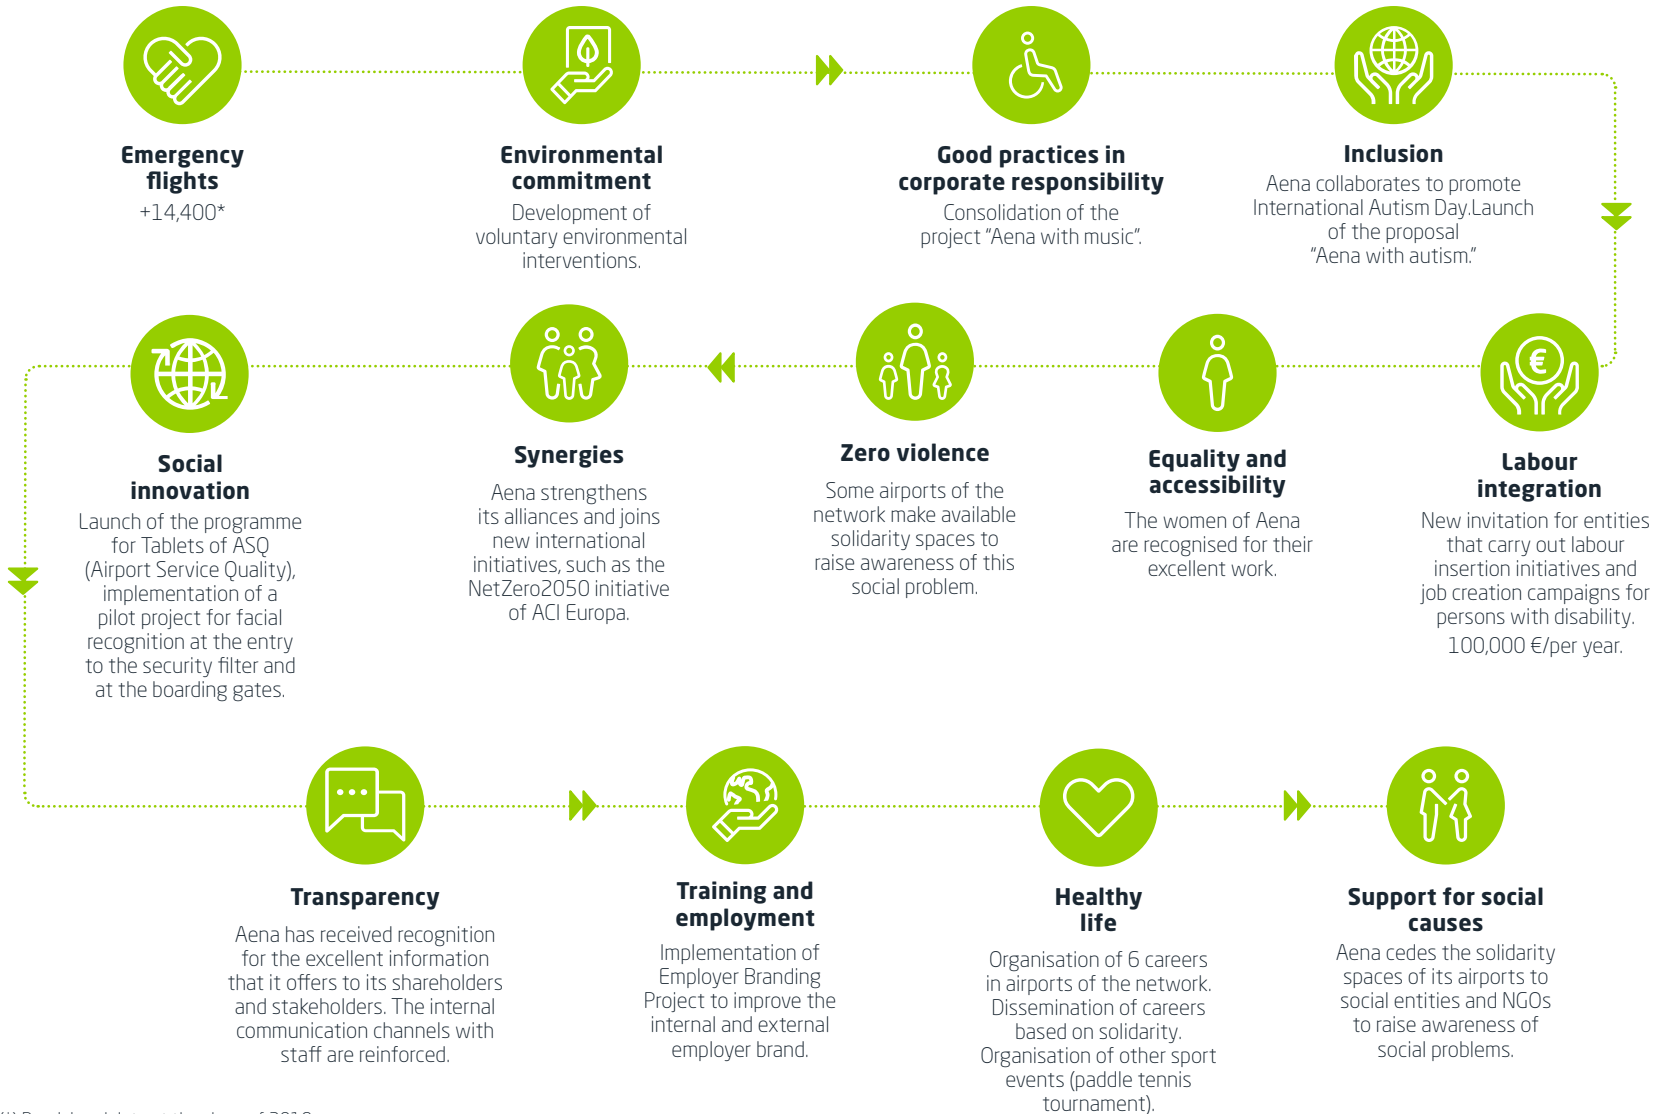 Emergency
flights
+14,400*
Environmental
commitment
Development of
voluntary environmental
interventions.
Good practices in
corporate responsibility
Consolidation of the
project “Aena with music”.
Inclusion
Aena collaborates to promote
International Autism Day.Launch
of the proposal
“Aena with autism.”
Labour
integration
New invitation for entities
that carry out labour
insertion initiatives and
job creation campaigns for
persons with disability.
100,000 €/per year.
Equality and
accessibility
The women of Aena
are recognised for their
excellent work.
Zero violence
Some airports of the
network make available
solidarity spaces to
raise awareness of this
social problem.
Synergies
Aena strengthens
its alliances and joins
new international
initiatives, such as the
NetZero2050 initiative
of ACI Europa.
Social
innovation
Launch of the programme
for Tablets of ASQ
(Airport Service Quality),
implementation of a
pilot project for facial
recognition at the entry
to the security filter and
at the boarding gates.
Transparency
Aena has received recognition
for the excellent information
that it offers to its shareholders
and stakeholders. The internal
communication channels with
staff are reinforced.
Training and
employment
Implementation of
Employer Branding
Project to improve the
internal and external
employer brand.
Healthy
life
Organisation of 6 careers
in airports of the network.
Dissemination of careers
based on solidarity.
Organisation of other sport
events (paddle tennis
tournament).
Support for social
causes
Aena cedes the solidarity
spaces of its airports to
social entities and NGOs
to raise awareness of
social problems.